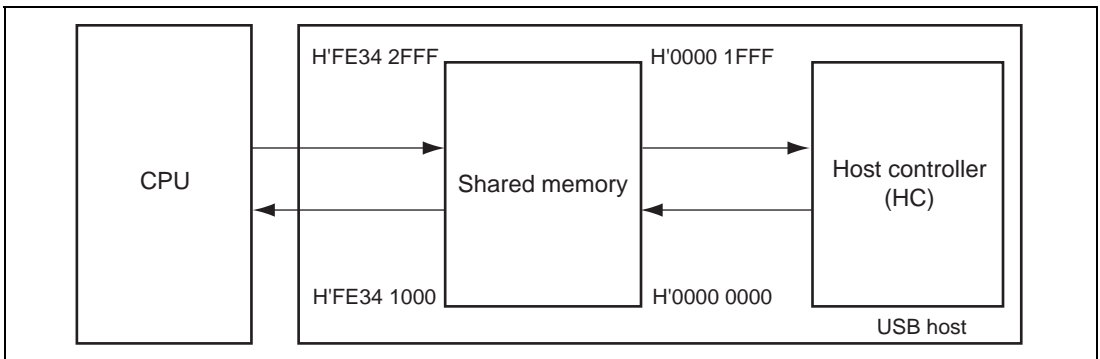 H'FE34 2FFF
H'0000 1FFF
CPU
Shared memory
Host controller
(HC)
H'FE34 1000
H'0000 0000
USB host